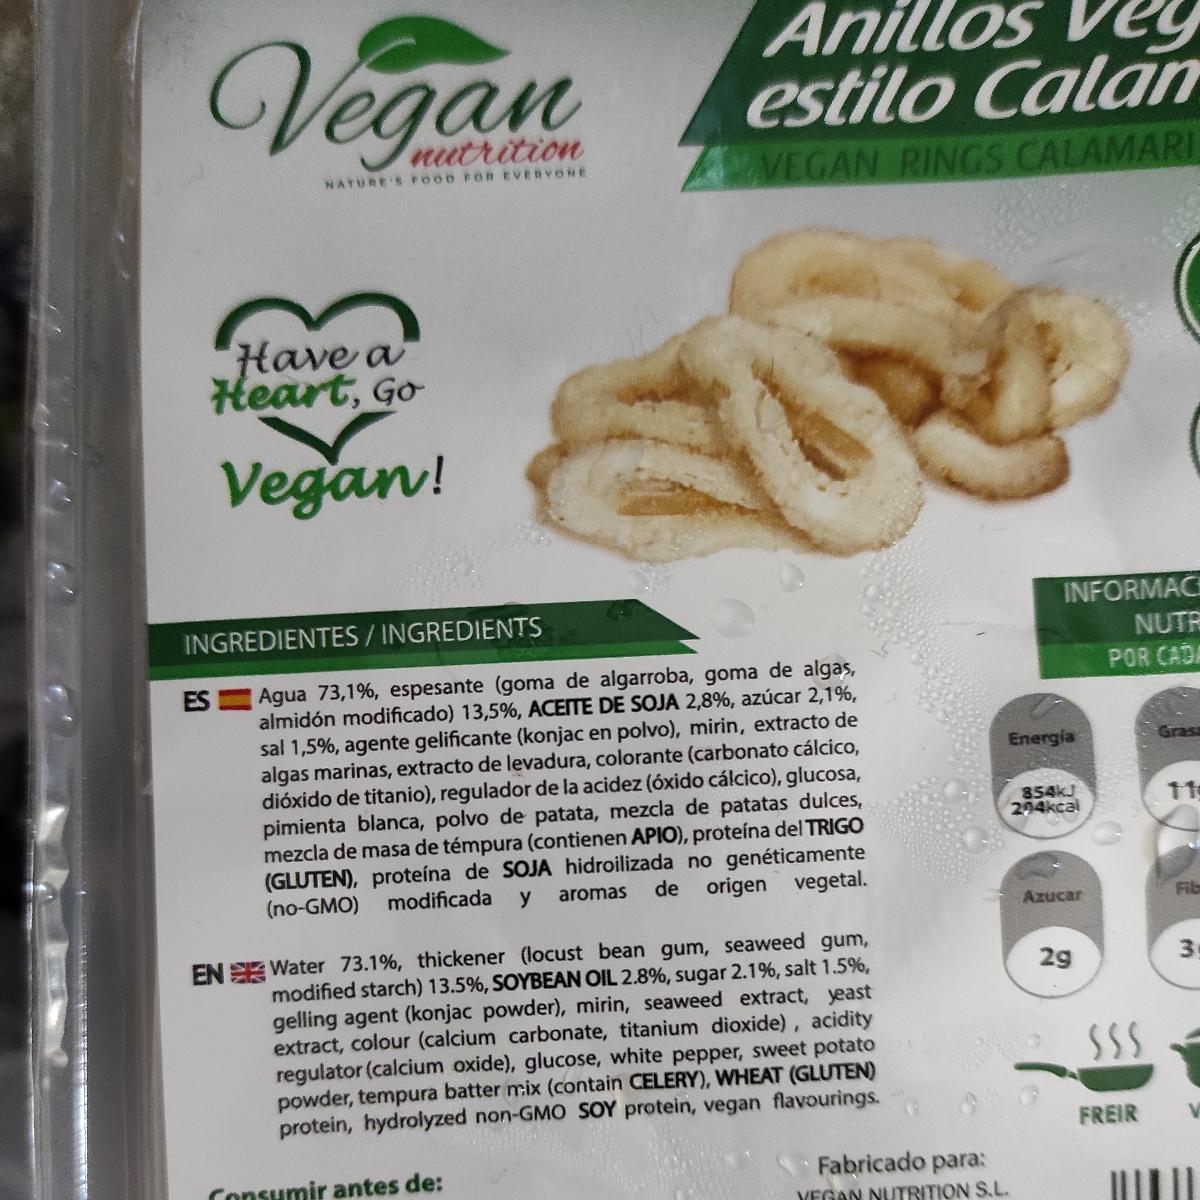 Vegan
nutrition
NATURE'S FOOD FOR EVERYONE
Anillos Veg
estilo Calam
VEGAN RINGS CALAMARI
Have a
Heart, Go
Vegan!
INGREDIENTES / INGREDIENTS
ES Agua 73,1%, espesante (goma de algarroba, goma de algas,
almidón modificado) 13,5%, ACEITE DE SOJA 2,8%, azúcar 2,1%,
sal 1,5%, agente gelificante (konjac en polvo), mirin, extracto de
algas marinas, extracto de levadura, colorante (carbonato cálcico,
dióxido de titanio), regulador de la acidez (óxido cálcico), glucosa,
pimienta blanca, polvo de patata, mezcla de patatas dulces,
mezcla de masa de témpura (contienen APIO), proteína del TRIGO
(GLUTEN), proteína de SOJA hidroilizada no genéticamente
(no-GMO) modificada y aromas de origen vegetal.
EN Water 73.1%, thickener (locust bean gum, seaweed gum,
modified starch) 13.5%, SOYBEAN OIL 2.8%, sugar 2.1%, salt 1.5%,
gelling agent (konjac powder), mirin, seaweed extract, yeast
extract, colour (calcium carbonate, titanium dioxide) , acidity
regulator (calcium oxide), glucose, white pepper, sweet potato
powder, tempura batter mix (contain CELERY), WHEAT (GLUTEN)
protein, hydrolyzed non-GMO SOY protein, vegan flavourings.
INFORMAC
NUTR
POR CADA
Energía
854kJ
204kcal
Grasa
11g
Azucar
2g
Fib
3
FREIR
V
Consumir antes de:
Fabricado para:
VEGAN NUTRITION S.L.